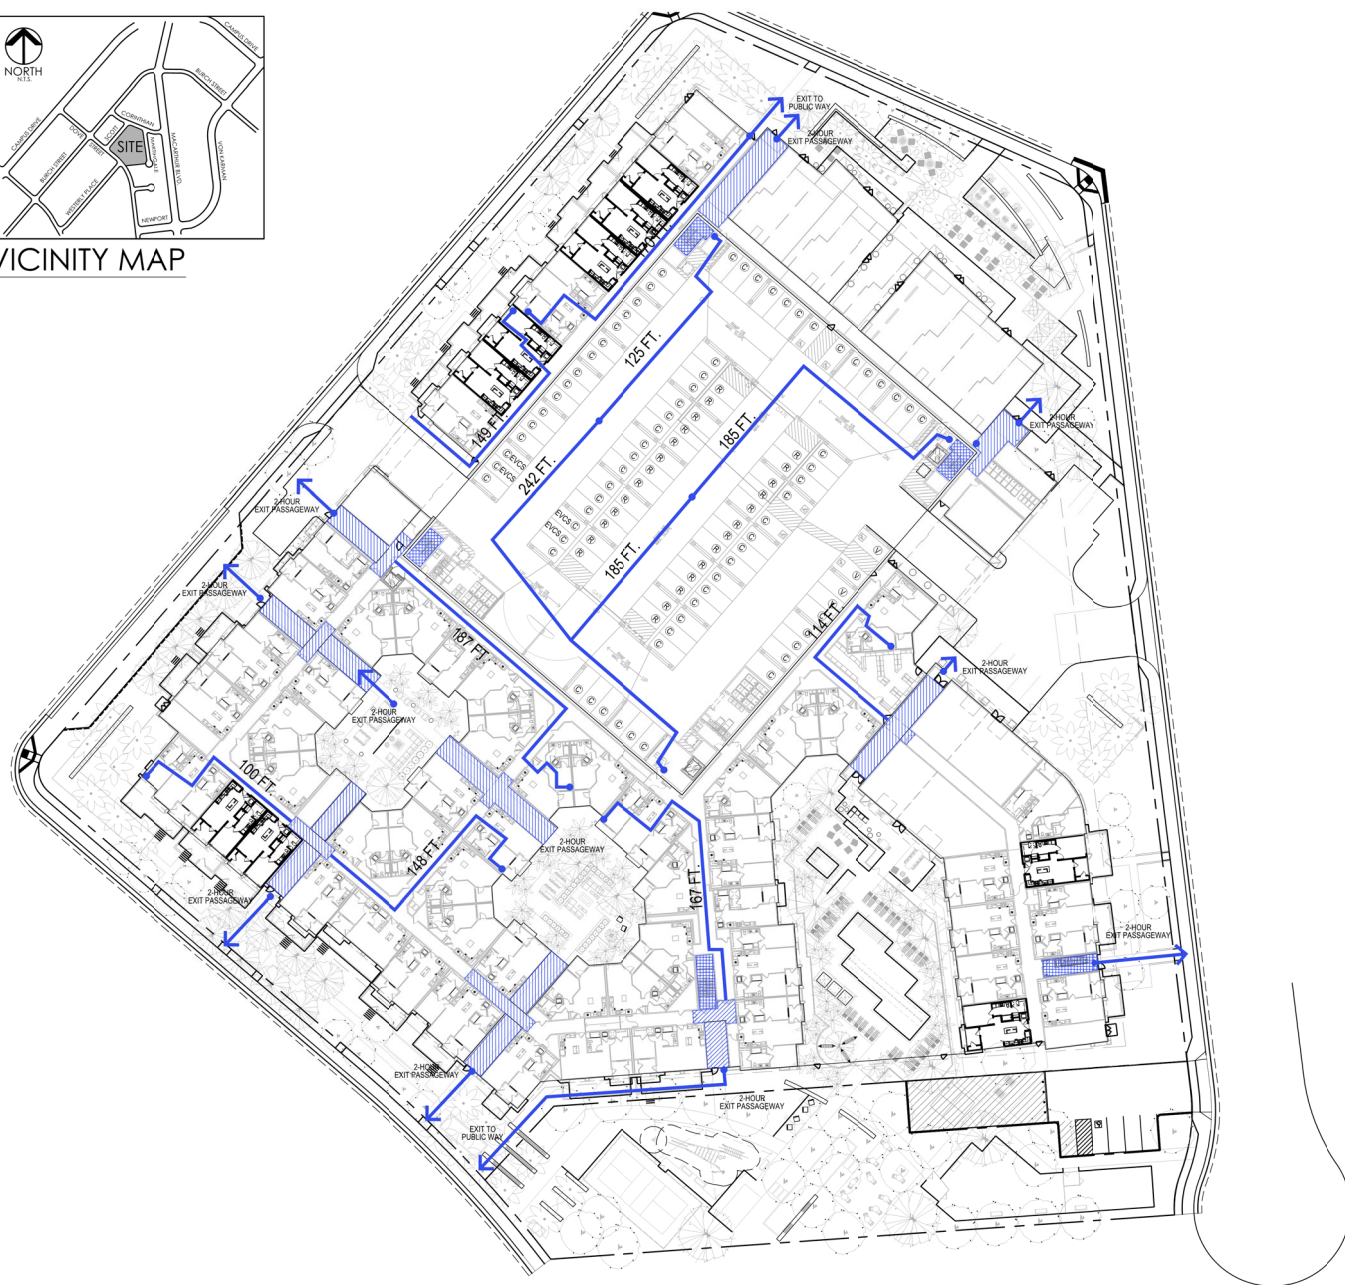 NORTH
N.T.S.
CAMPUS DRIVE
BIRCH STREET
CORINTHIAN
CAMPUS DRIVE
DOVE
STREET
SCOTT
SITE
MARTINGALE
MACARTHUR BLVD.
VON KARMAN
BIRCH STREET
WESTERLY PLACE
NEWPORT
VICINITY MAP
EXIT TO
PUBLIC WAY
2-HOUR
EXIT PASSAGEWAY
125 FT.
149 FT.
242 FT.
185 FT.
185 FT.
2-HOUR
EXIT PASSAGEWAY
C EVCS
C EVCS
EVCS C
EVCS C
2-HOUR
EXIT PASSAGEWAY
2-HOUR
EXIT PASSAGEWAY
187 FT.
114 FT.
2-HOUR
EXIT PASSAGEWAY
2-HOUR
EXIT PASSAGEWAY
100 FT.
148 FT.
2-HOUR
EXIT PASSAGEWAY
167 FT.
2-HOUR
EXIT PASSAGEWAY
2-HOUR
EXIT PASSAGEWAY
2-HOUR
EXIT PASSAGEWAY
2-HOUR
EXIT PASSAGEWAY
EXIT TO
PUBLIC WAY